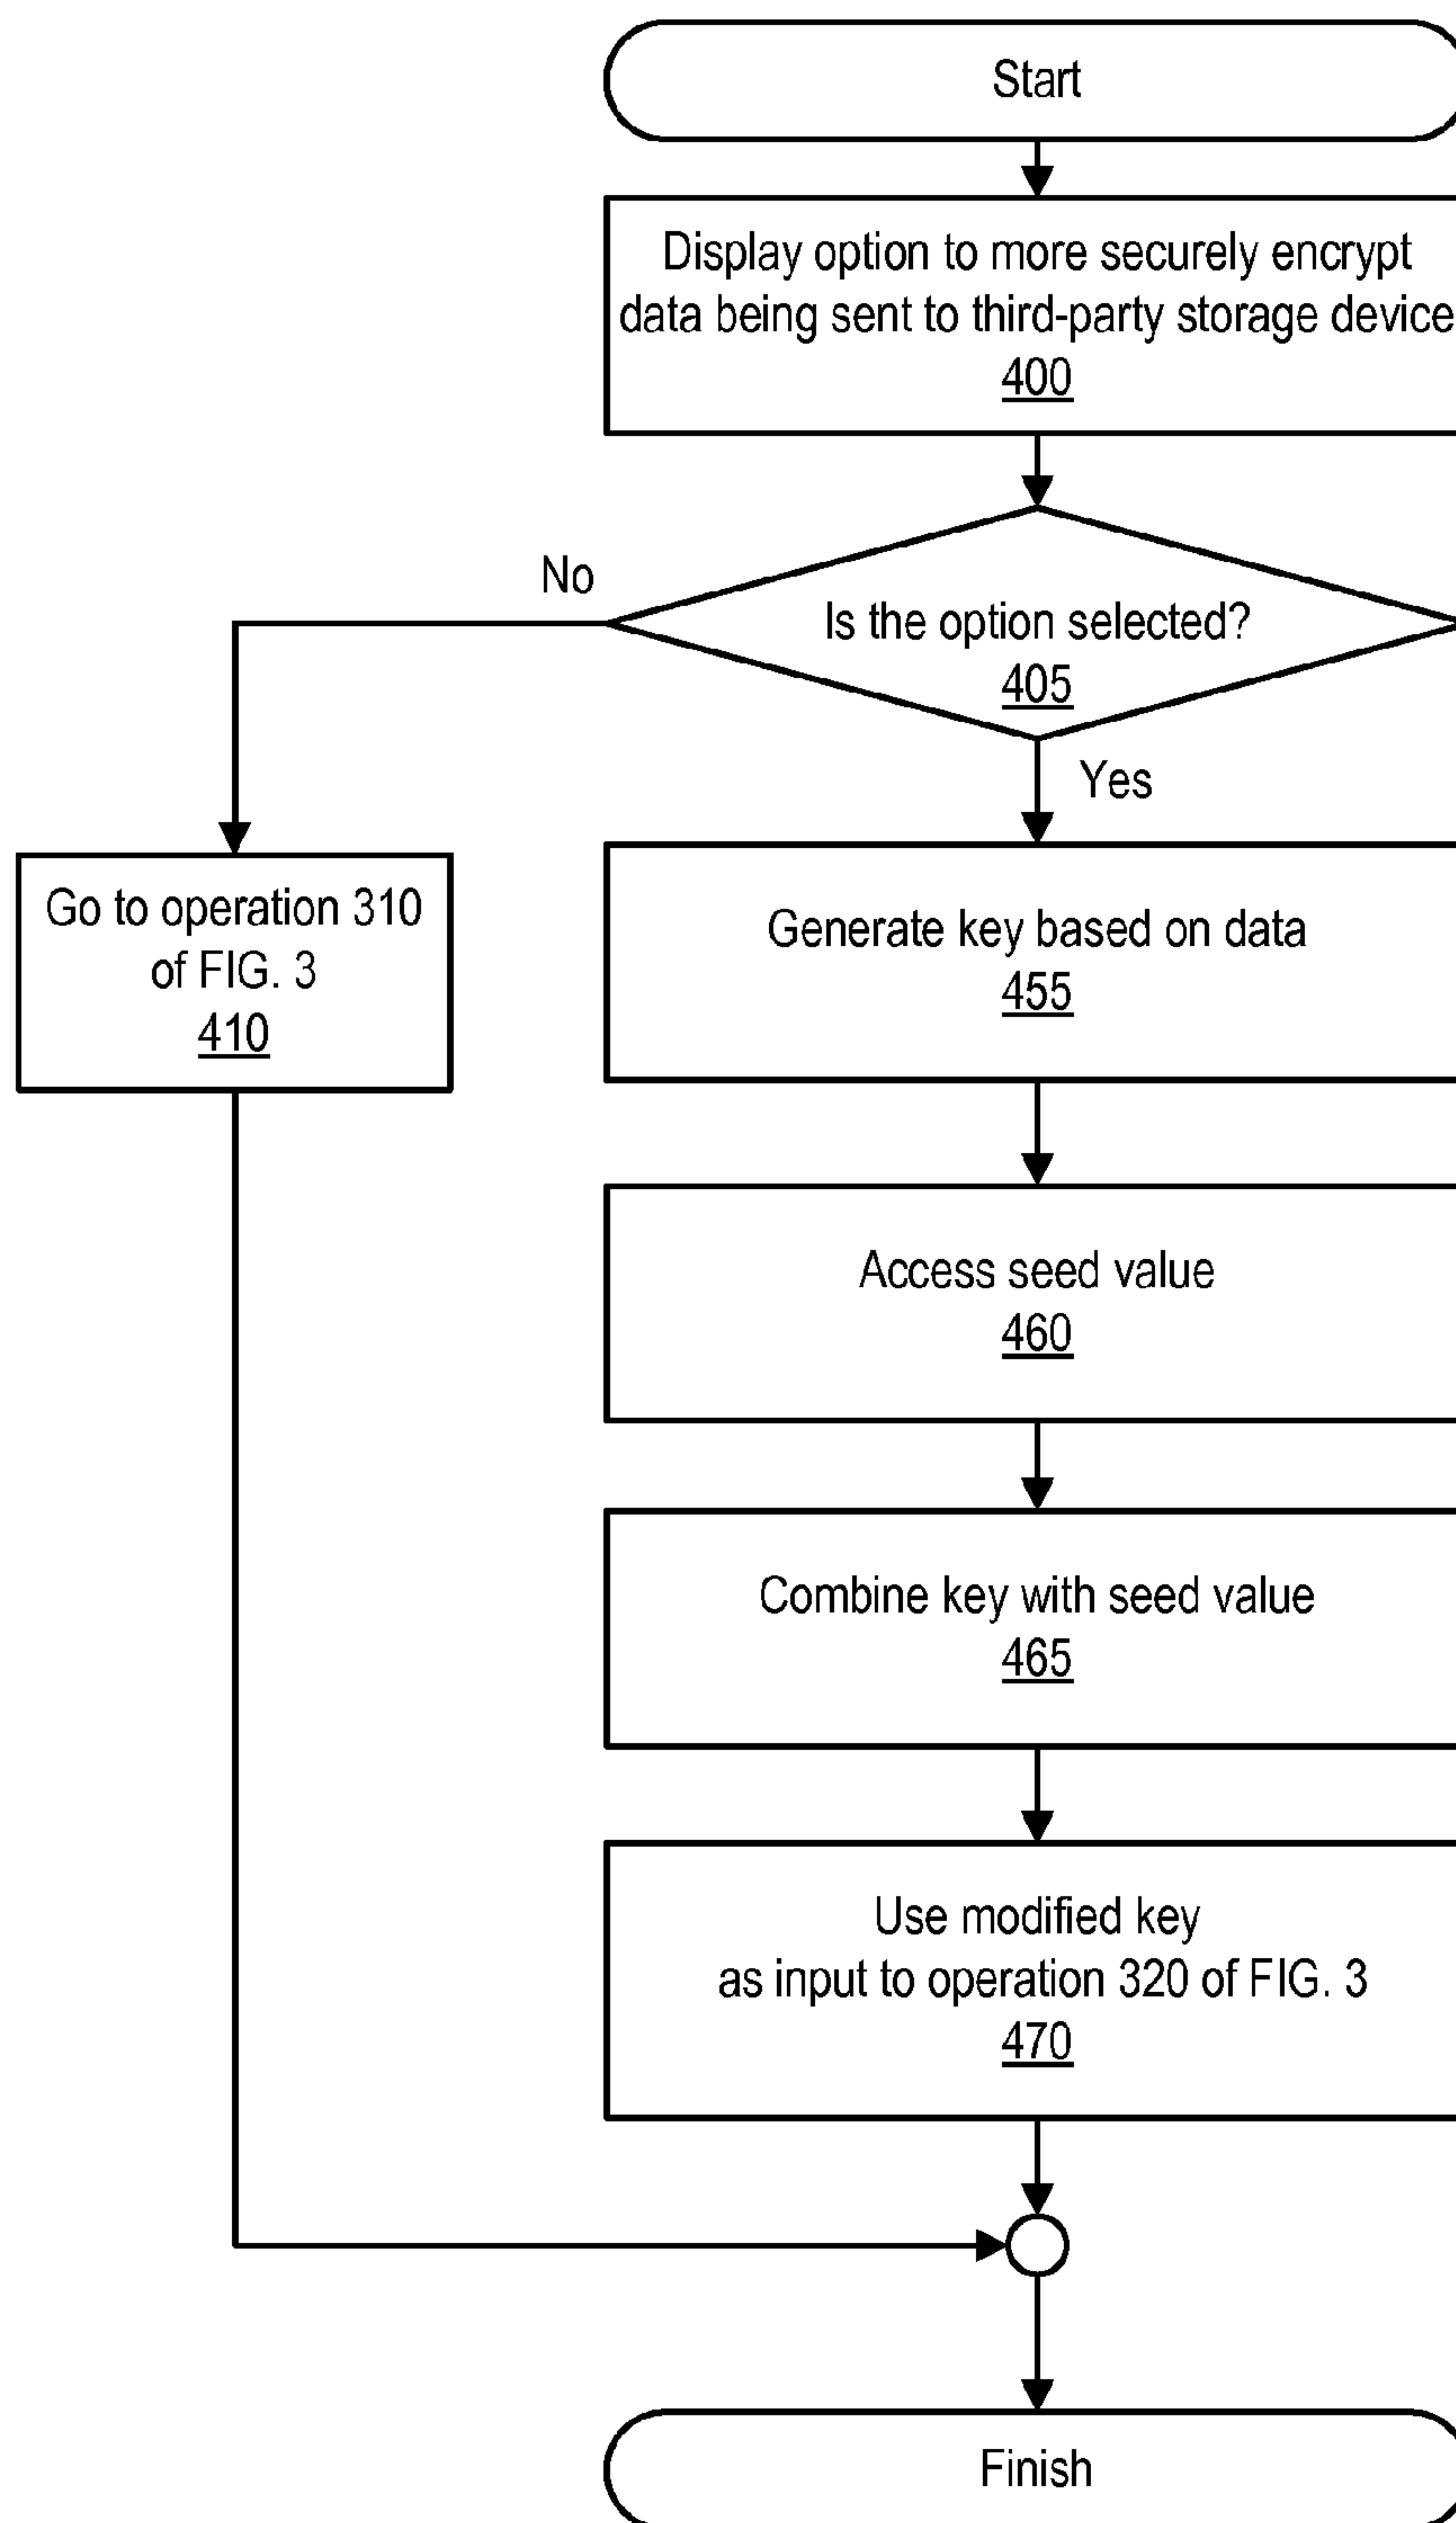 Start
Display option to more securely encrypt
data being sent to third-party storage device
400
No
Is the option selected?
405
Yes
Go to operation 310
of FIG. 3
410
Generate key based on data
455
Access seed value
460
Combine key with seed value
465
Use modified key
as input to operation 320 of FIG. 3
470
Finish